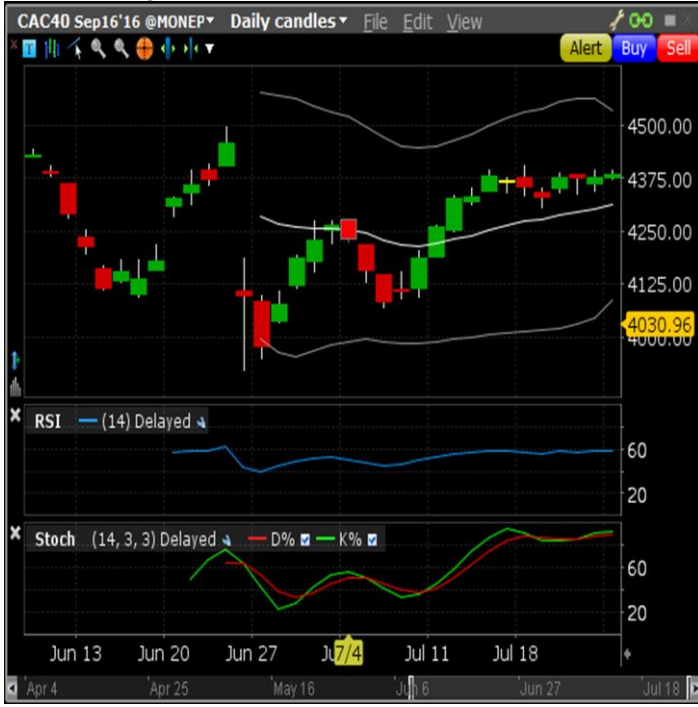 CAC40 Sep16'16 @MONEP Daily candles File Edit View
T Alert Buy Sell
4500.00
4375.00
4250.00
4125.00
4030.96
4000.00
RSI (14) Delayed
60
20
Stoch (14, 3, 3) Delayed D% K%
60
20
Jun 13 Jun 20 Jun 27 7/4 Jul 11 Jul 18
Apr 4 Apr 25 May 16 Jun 6 Jun 27 Jul 18